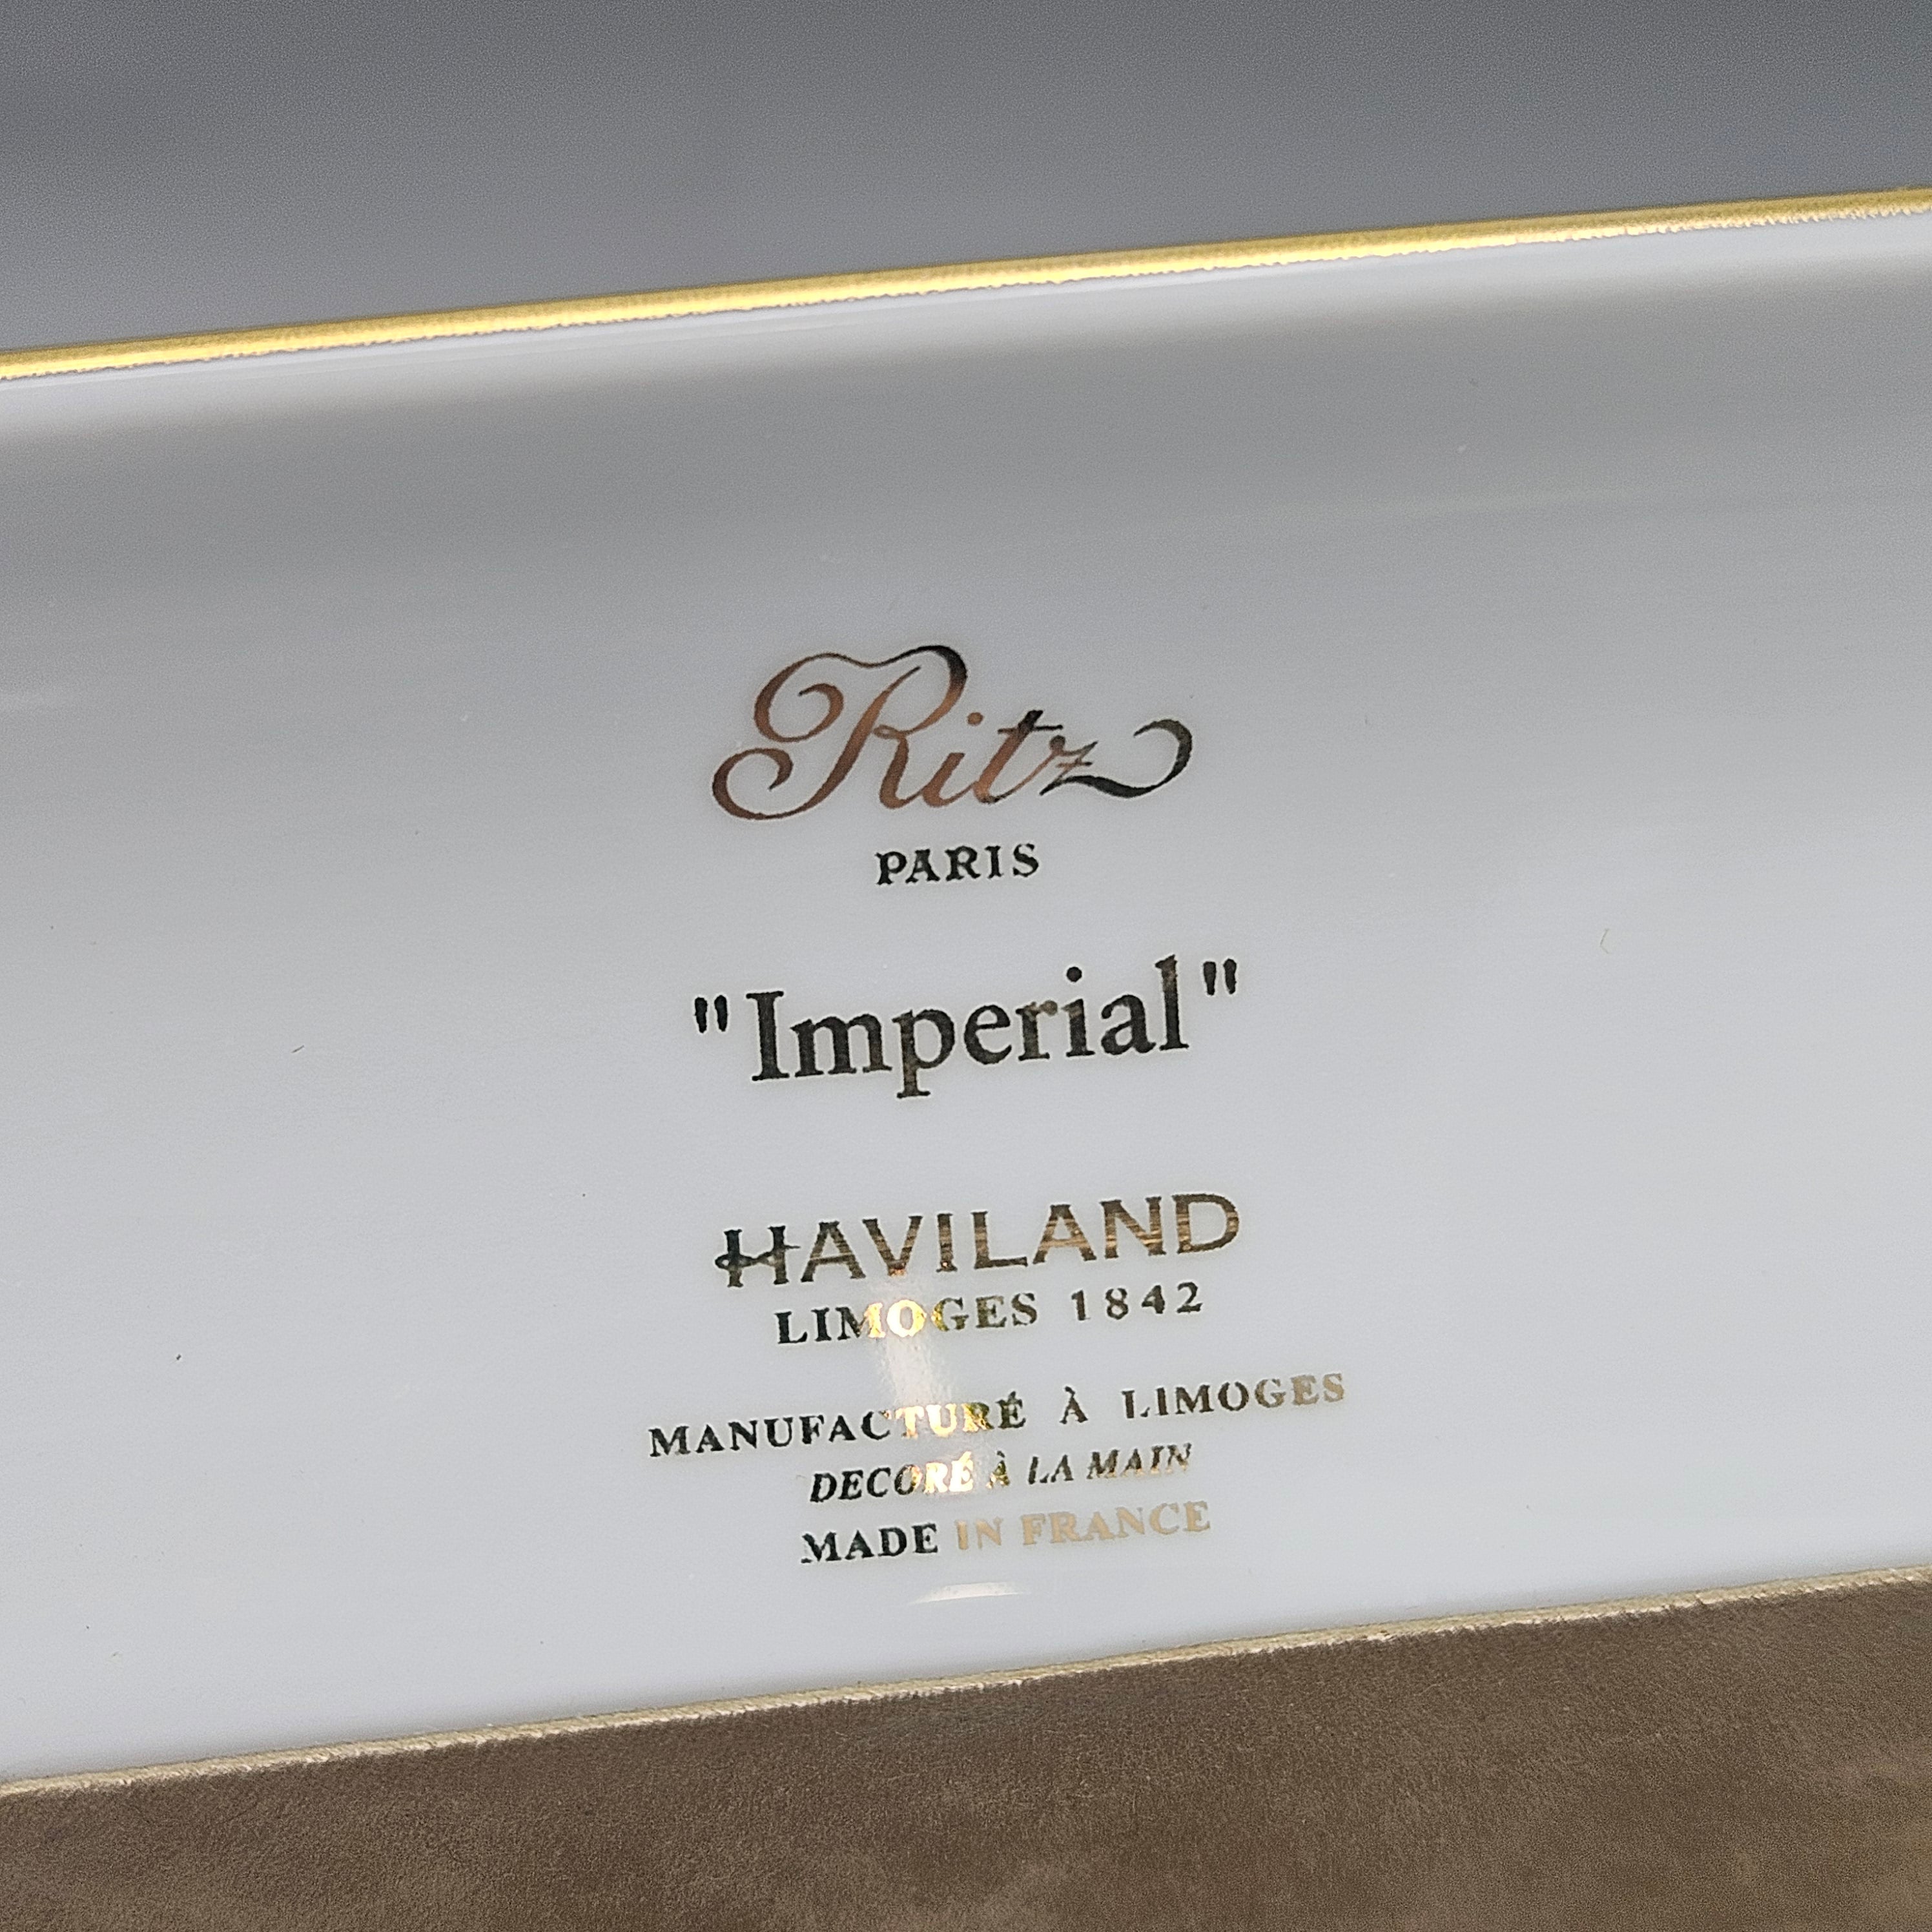 Ritz
PARIS
"Imperial"
HAVILAND
LIMOGES 1842
MANUFACTURÉ À LIMOGES
DECORÉ À LA MAIN
MADE IN FRANCE